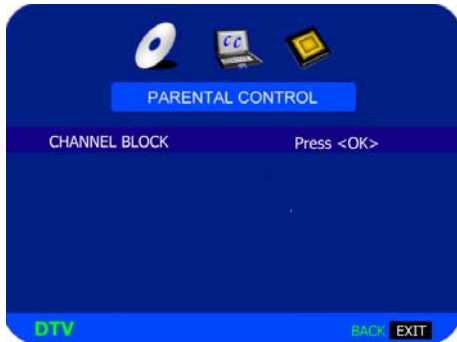 CC
PARENTAL CONTROL
CHANNEL BLOCK Press <OK>
DTV BACK EXIT